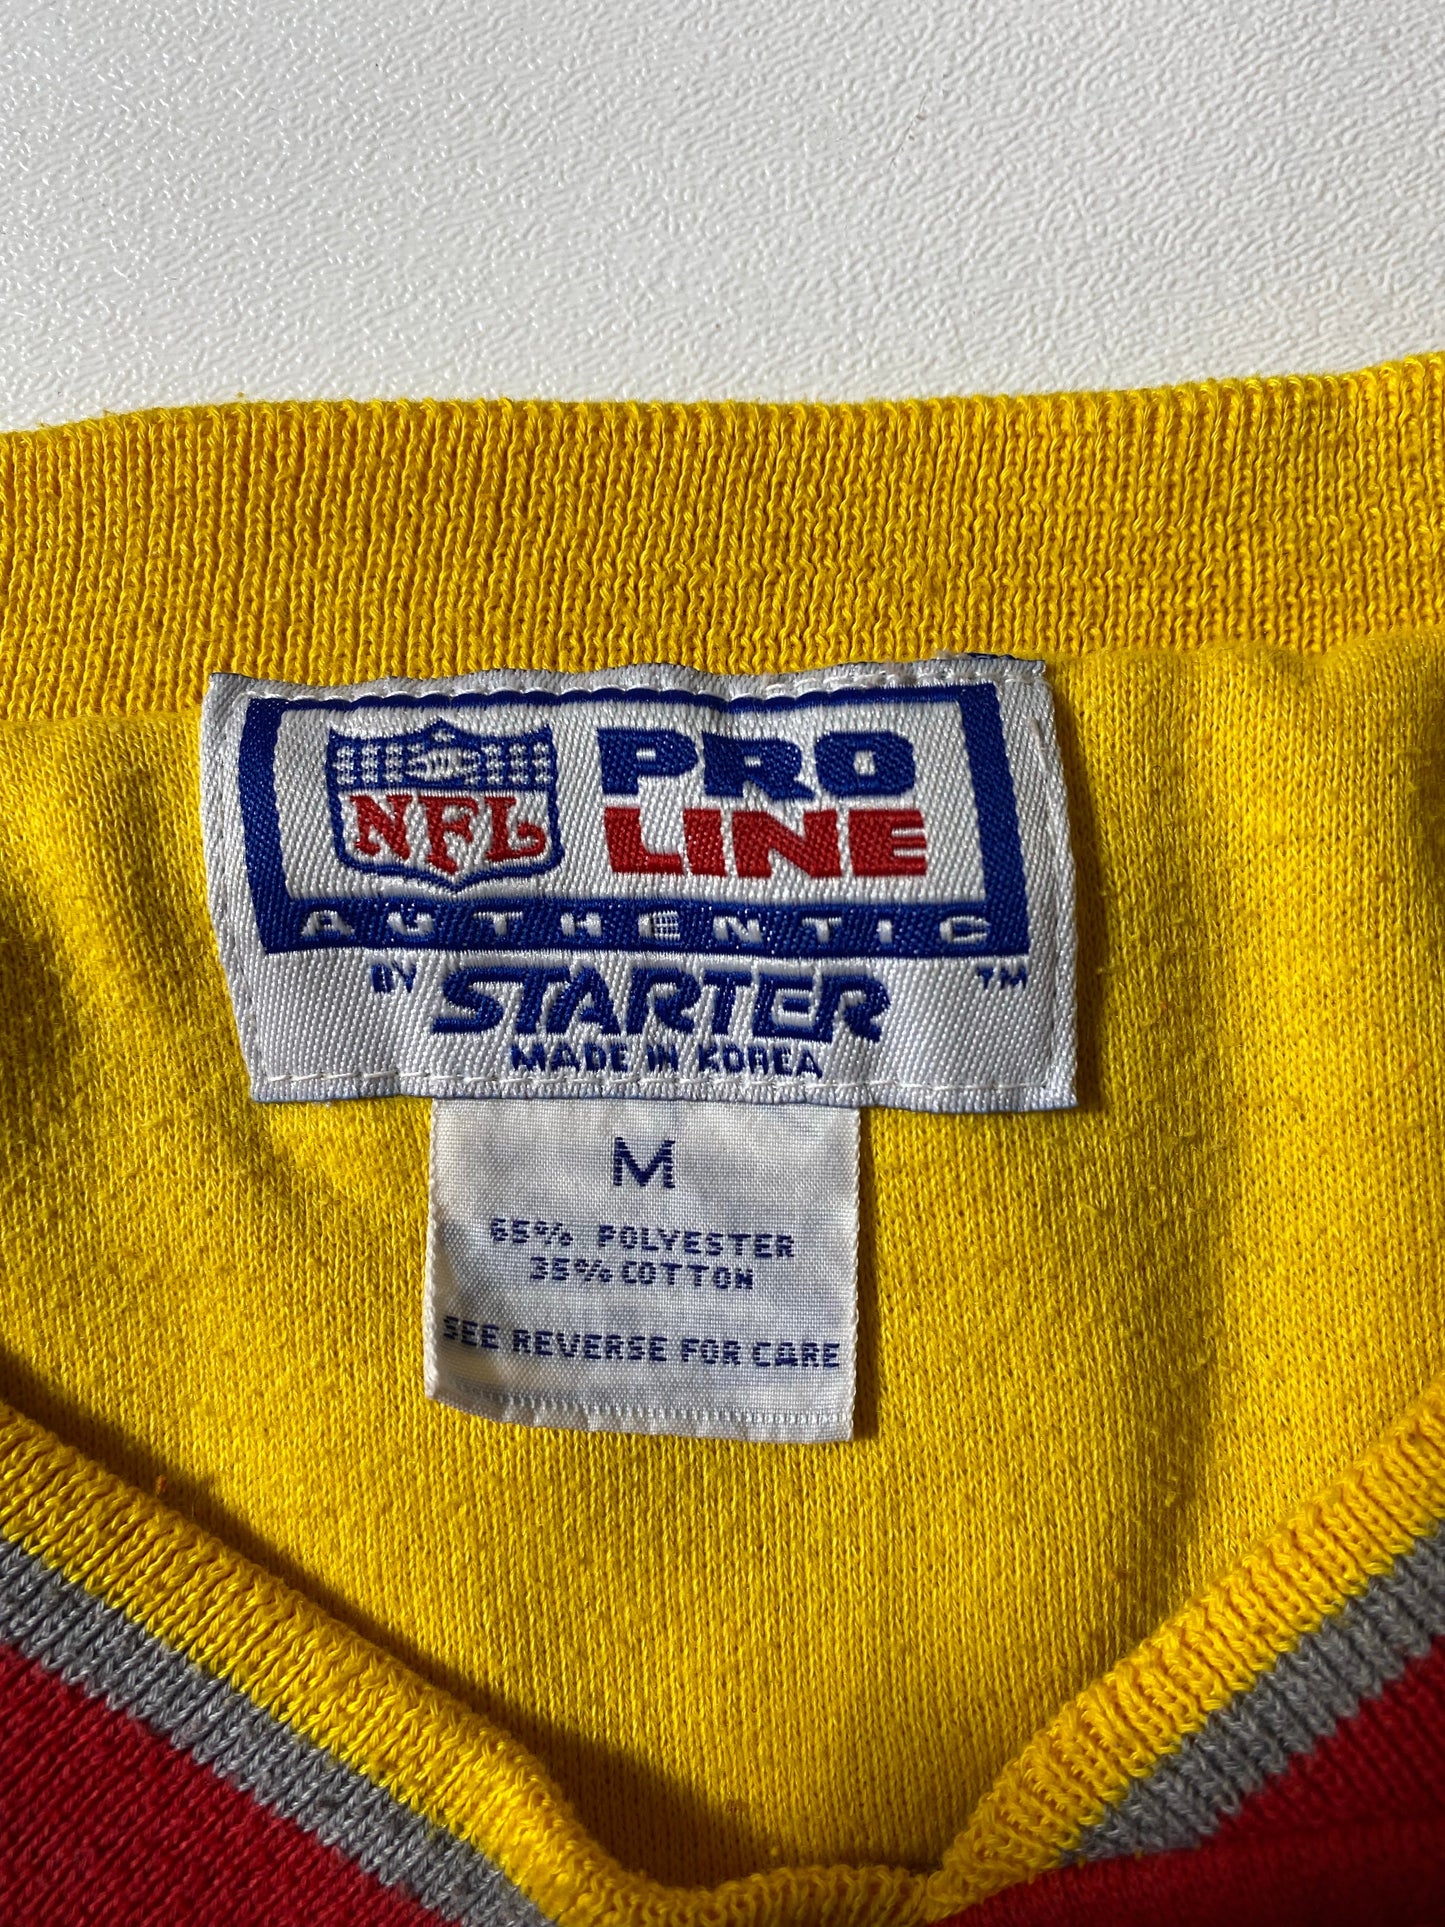 NFL PRO
LINE
AUTHENTIC
BY STARTER ™
MADE IN KOREA
M
65% POLYESTER
35% COTTON
SEE REVERSE FOR CARE